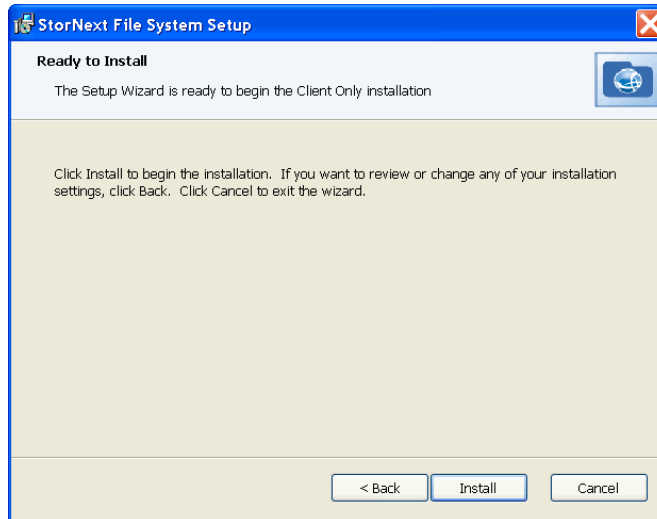 StorNext File System Setup
Ready to Install
The Setup Wizard is ready to begin the Client Only installation
Click Install to begin the installation.  If you want to review or change any of your installation
settings, click Back.  Click Cancel to exit the wizard.
< Back Install Cancel